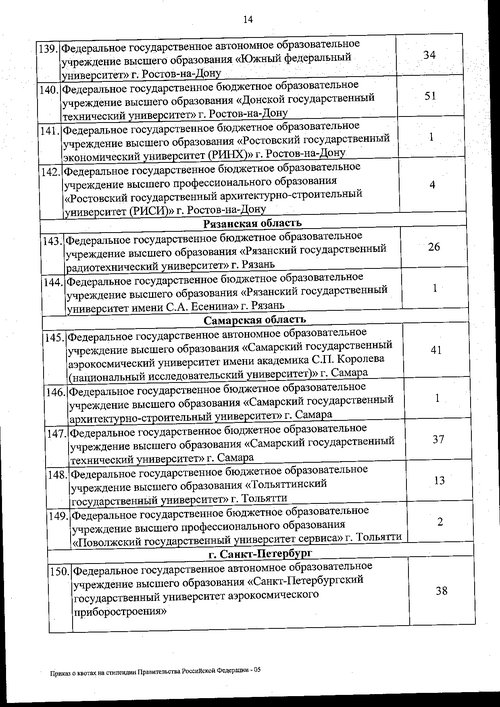 14
139. Федеральное государственное автономное образовательное
учреждение высшего образования «Южный федеральный
университет» г. Ростов-на-Дону
34
140. Федеральное государственное бюджетное образовательное
учреждение высшего образования «Донской государственный
технический университет» г. Ростов-на-Дону
51
141. Федеральное государственное бюджетное образовательное
учреждение высшего образования «Ростовский государственный
экономический университет (РИНХ)» г. Ростов-на-Дону
1
142. Федеральное государственное бюджетное образовательное
учреждение высшего профессионального образования
«Ростовский государственный архитектурно-строительный
университет (РИСИ)» г. Ростов-на-Дону
4
Рязанская область
143. Федеральное государственное бюджетное образовательное
учреждение высшего образования «Рязанский государственный
радиотехнический университет» г. Рязань
26
144. Федеральное государственное бюджетное образовательное
учреждение высшего образования «Рязанский государственный
университет имени С.А. Есенина» г. Рязань
1
Самарская область
145. Федеральное государственное автономное образовательное
учреждение высшего образования «Самарский государственный
аэрокосмический университет имени академика С.П. Королева
(национальный исследовательский университет)» г. Самара
41
146. Федеральное государственное бюджетное образовательное
учреждение высшего образования «Самарский государственный
архитектурно-строительный университет» г. Самара
1
147. Федеральное государственное бюджетное образовательное
учреждение высшего образования «Самарский государственный
технический университет» г. Самара
37
148. Федеральное государственное бюджетное образовательное
учреждение высшего образования «Тольяттинский
государственный университет» г. Тольятти
13
149. Федеральное государственное бюджетное образовательное
учреждение высшего профессионального образования
«Поволжский государственный университет сервиса» г. Тольятти
2
г. Санкт-Петербург
150. Федеральное государственное автономное образовательное
учреждение высшего образования «Санкт-Петербургский
государственный университет аэрокосмического
приборостроения»
38
Приказ о квотах на стипендии Правительства Российской Федерации - 05